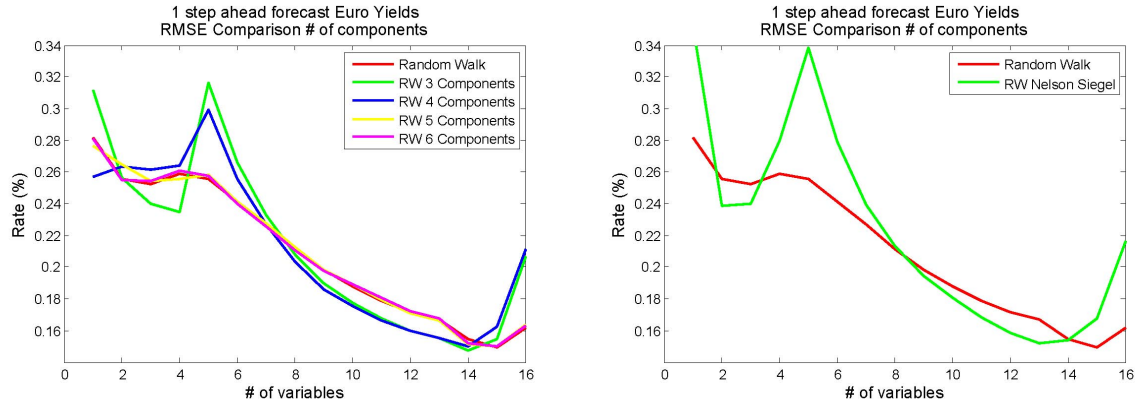 1 step ahead forecast Euro Yields
RMSE Comparison # of components
0.34
0.32
0.3
0.28
0.26
0.24
0.22
0.2
0.18
0.16
Rate (%)
0 2 4 6 8 10 12 14 16
# of variables
Random Walk
RW 3 Components
RW 4 Components
RW 5 Components
RW 6 Components
1 step ahead forecast Euro Yields
RMSE Comparison # of components
0.34
0.32
0.3
0.28
0.26
0.24
0.22
0.2
0.18
0.16
Rate (%)
0 2 4 6 8 10 12 14 16
# of variables
Random Walk
RW Nelson Siegel